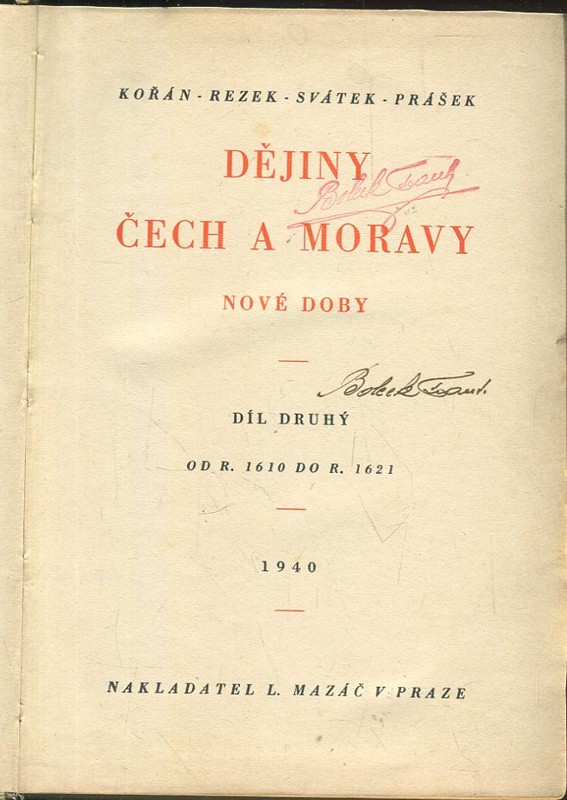 KOŘÁN - REZEK - SVÁTEK - PRÁŠEK
DĚJINY
ČECH A MORAVY
NOVÉ DOBY
DÍL DRUHÝ
OD R. 1610 DO R. 1621
1940
NAKLADATEL L. MAZÁČ V PRAZE